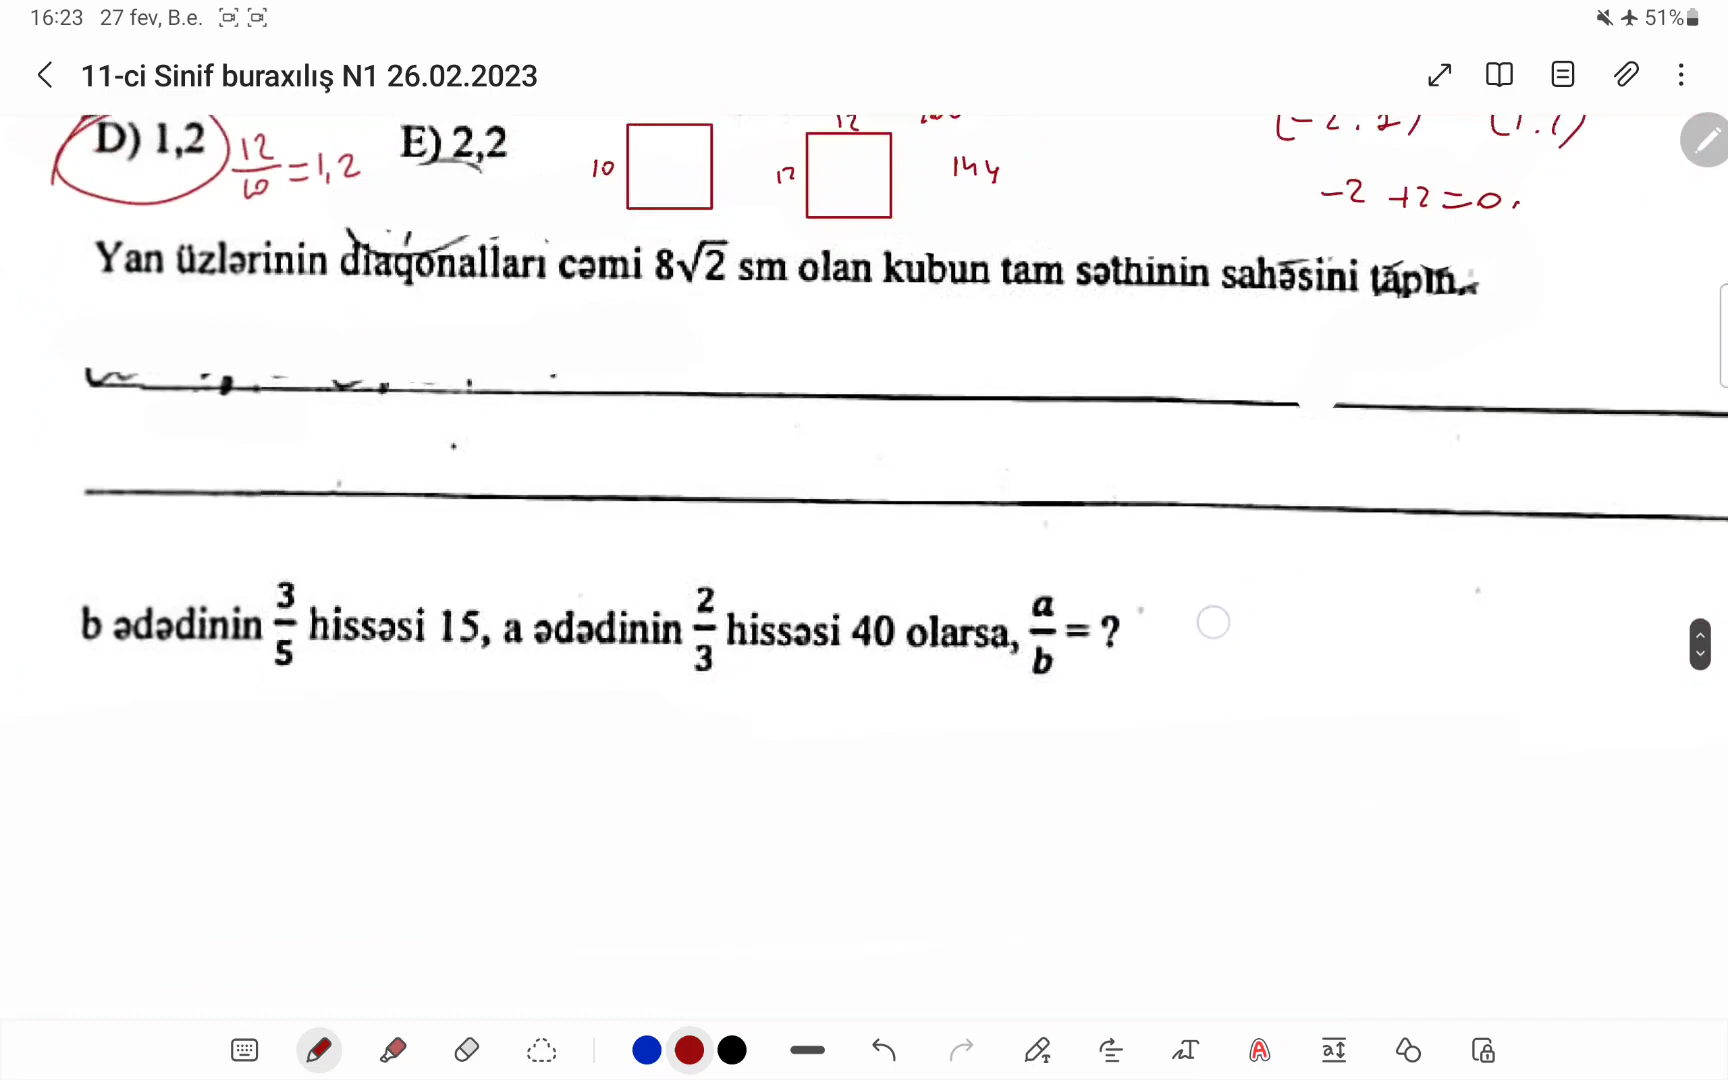 16:23 27 fev, B.e. 51%
11-ci Sinif buraxılış N1 26.02.2023
D) 1,2 12/10 = 1,2 E) 2,2 10 12 12 144
-2 +2 = 0.
Yan üzlərinin diaqonalları cəmi 8√2 sm olan kubun tam səthinin sahəsini tapın.
b ədədinin 3/5 hissəsi 15, a ədədinin 2/3 hissəsi 40 olarsa, a/b = ?